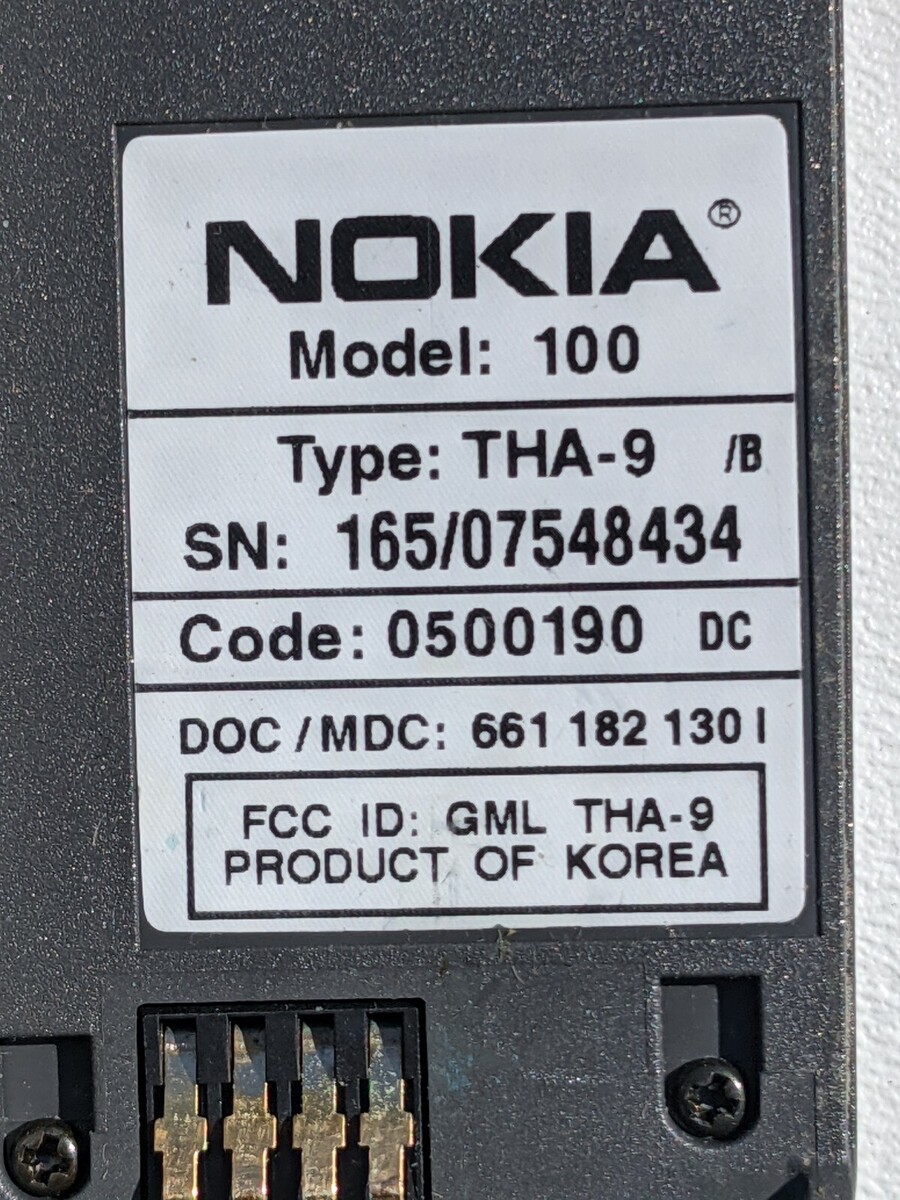 NOKIA®
Model: 100
Type: THA-9 /B
SN: 165/07548434
Code: 0500190 DC
DOC / MDC: 661 182 130 I
FCC ID: GML THA-9
PRODUCT OF KOREA